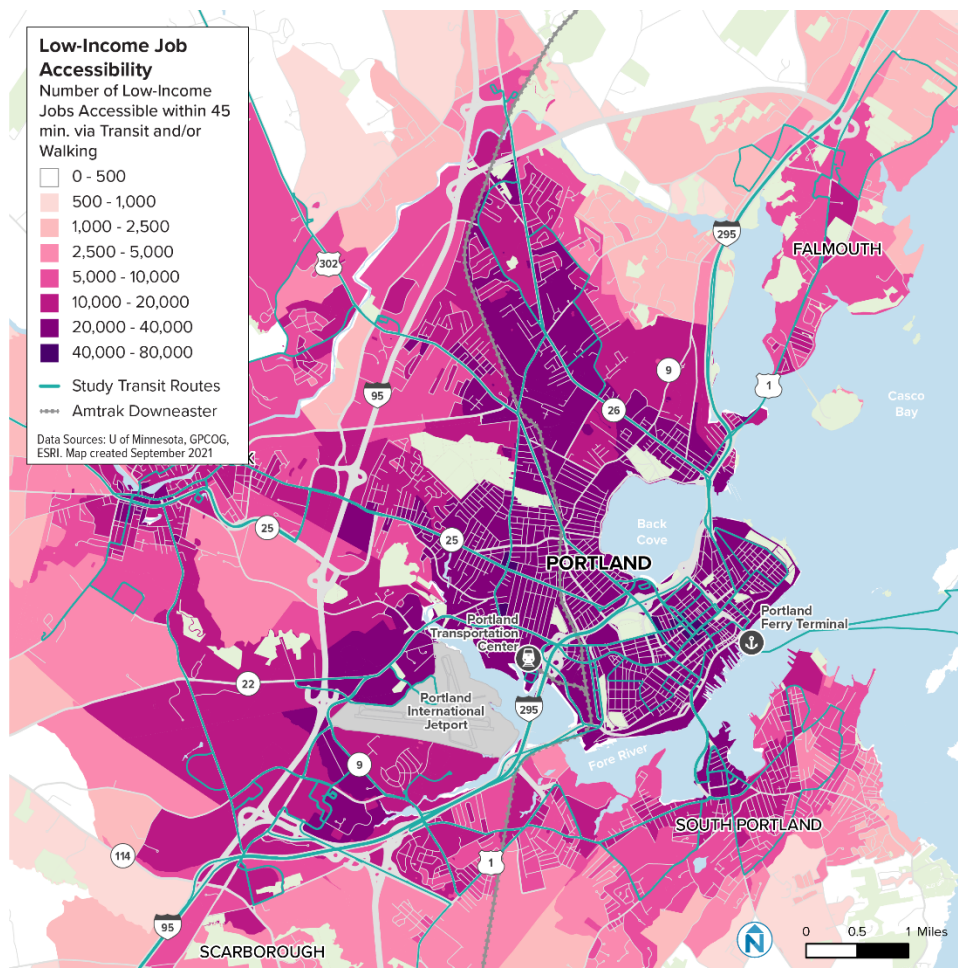 Low-Income Job
Accessibility
Number of Low-Income
Jobs Accessible within 45
min. via Transit and/or
Walking
0 - 500
500 - 1,000
1,000 - 2,500
2,500 - 5,000
5,000 - 10,000
10,000 - 20,000
20,000 - 40,000
40,000 - 80,000
Study Transit Routes
Amtrak Downeaster
Data Sources: U of Minnesota, GPCOG,
ESRI. Map created September 2021
K
302
295
FALMOUTH
95
9
1
26
Casco
Bay
25
25
Back
Cove
PORTLAND
Portland
Transportation
Center
Portland
Ferry Terminal
22
Portland
International
Jetport
295
Fore River
9
SOUTH PORTLAND
114
1
95
SCARBOROUGH
N
0 0.5 1 Miles